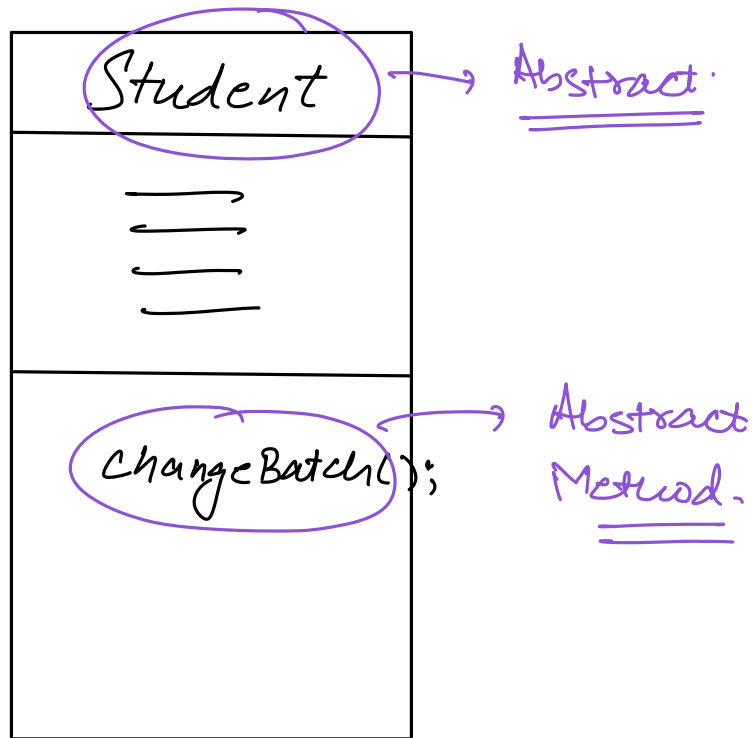 Student
Abstract.
changeBatch();
Abstract
Method.